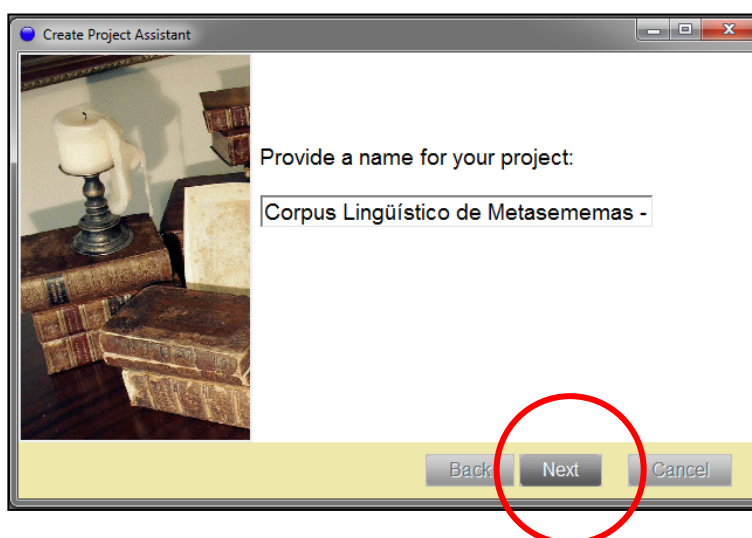 Create Project Assistant
Provide a name for your project:
Corpus Lingüístico de Metasememas -
Back Next Cancel